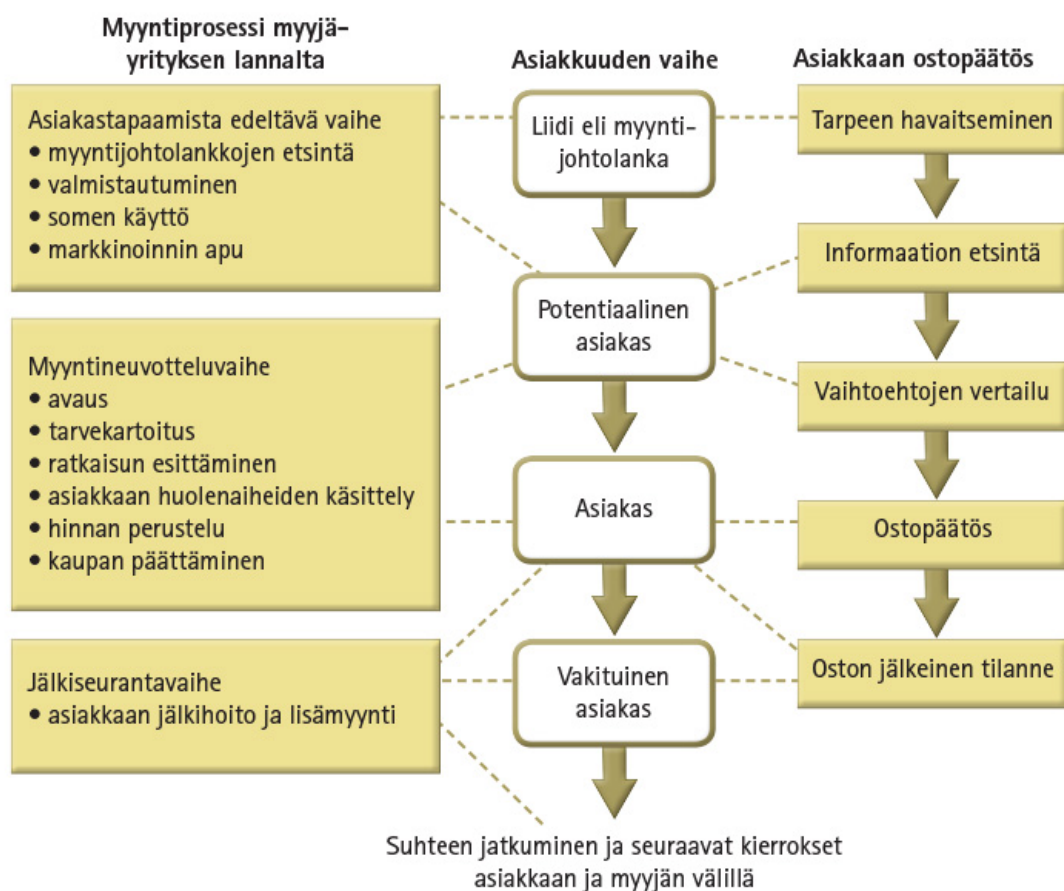 Myyntiprosessi myyjä-
yrityksen lannalta
Asiakastapaamista edeltävä vaihe
• myyntijohtolankkojen etsintä
• valmistautuminen
• somen käyttö
• markkinoinnin apu
Myyntineuvotteluvaihe
• avaus
• tarvekartoitus
• ratkaisun esittäminen
• asiakkaan huolenaiheiden käsittely
• hinnan perustelu
• kaupan päättäminen
Jälkiseurantavaihe
• asiakkaan jälkihoito ja lisämyynti
Asiakkuuden vaihe
Liidi eli myynti-
johtolanka
Potentiaalinen
asiakas
Asiakas
Vakituinen
asiakas
Suhteen jatkuminen ja seuraavat kierrokset
asiakkaan ja myyjän välillä
Asiakkaan ostopäätös
Tarpeen havaitseminen
Informaation etsintä
Vaihtoehtojen vertailu
Ostopäätös
Oston jälkeinen tilanne